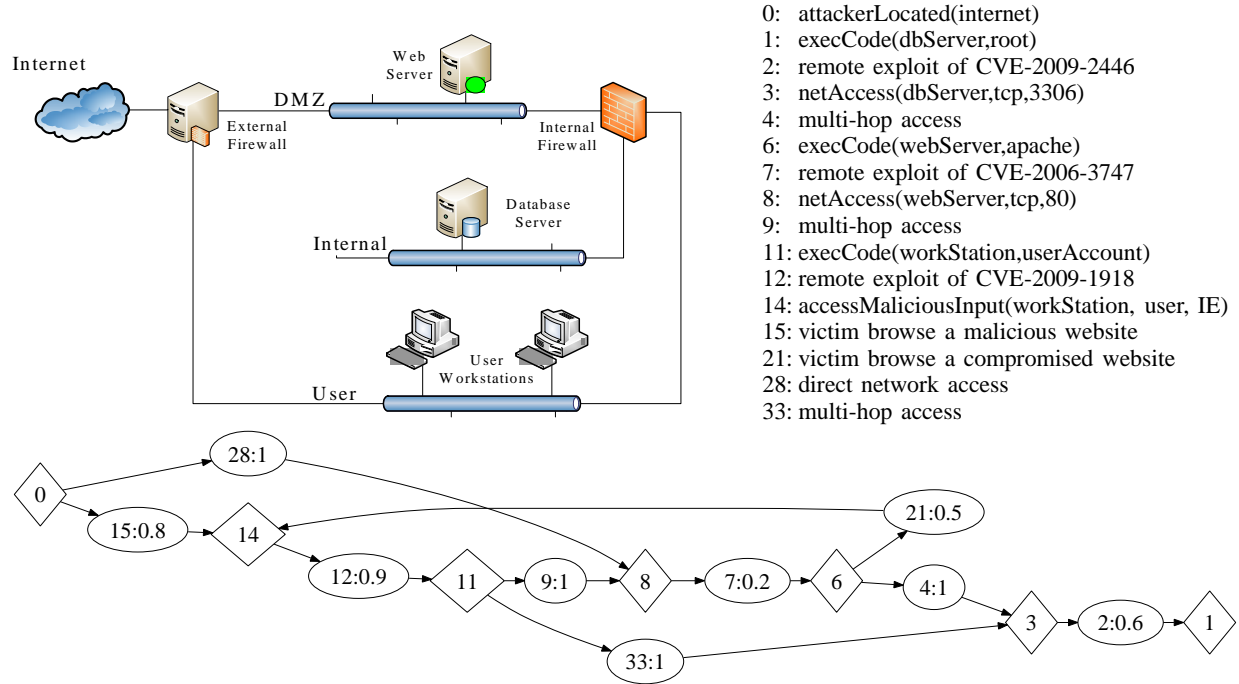 Internet
External
Firewall
DMZ
Web
Server
Internal
Firewall
Database
Server
Internal
User
Workstations
User
0: attackerLocated(internet)
1: execCode(dbServer,root)
2: remote exploit of CVE-2009-2446
3: netAccess(dbServer,tcp,3306)
4: multi-hop access
6: execCode(webServer,apache)
7: remote exploit of CVE-2006-3747
8: netAccess(webServer,tcp,80)
9: multi-hop access
11: execCode(workStation,userAccount)
12: remote exploit of CVE-2009-1918
14: accessMaliciousInput(workStation, user, IE)
15: victim browse a malicious website
21: victim browse a compromised website
28: direct network access
33: multi-hop access
0
28:1
15:0.8
14
12:0.9
11
9:1
33:1
8
7:0.2
6
21:0.5
4:1
3
2:0.6
1